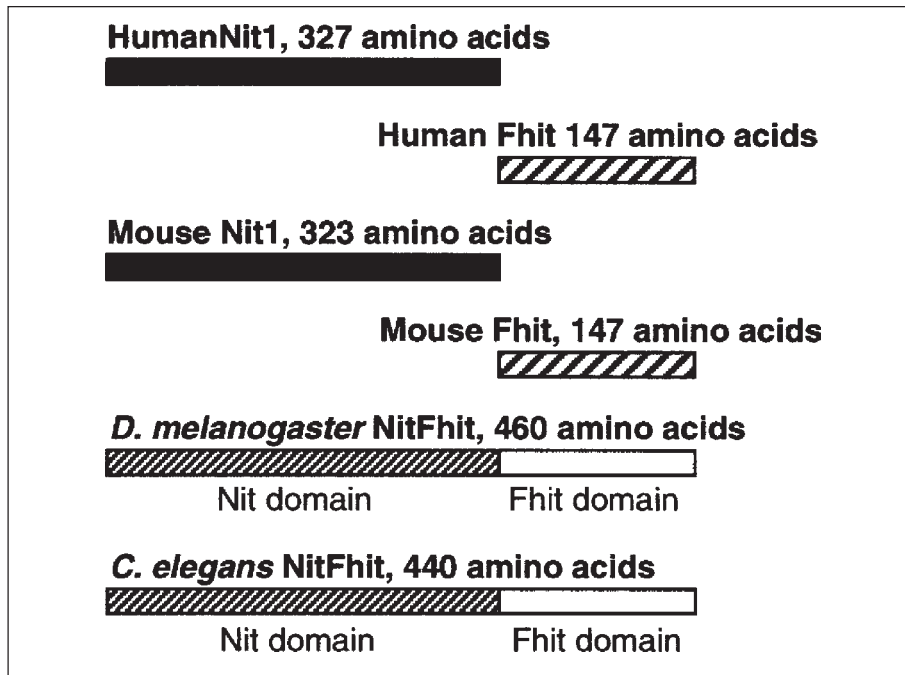 HumanNit1, 327 amino acids
Human Fhit 147 amino acids
Mouse Nit1, 323 amino acids
Mouse Fhit, 147 amino acids
D. melanogaster NitFhit, 460 amino acids
Nit domain Fhit domain
C. elegans NitFhit, 440 amino acids
Nit domain Fhit domain